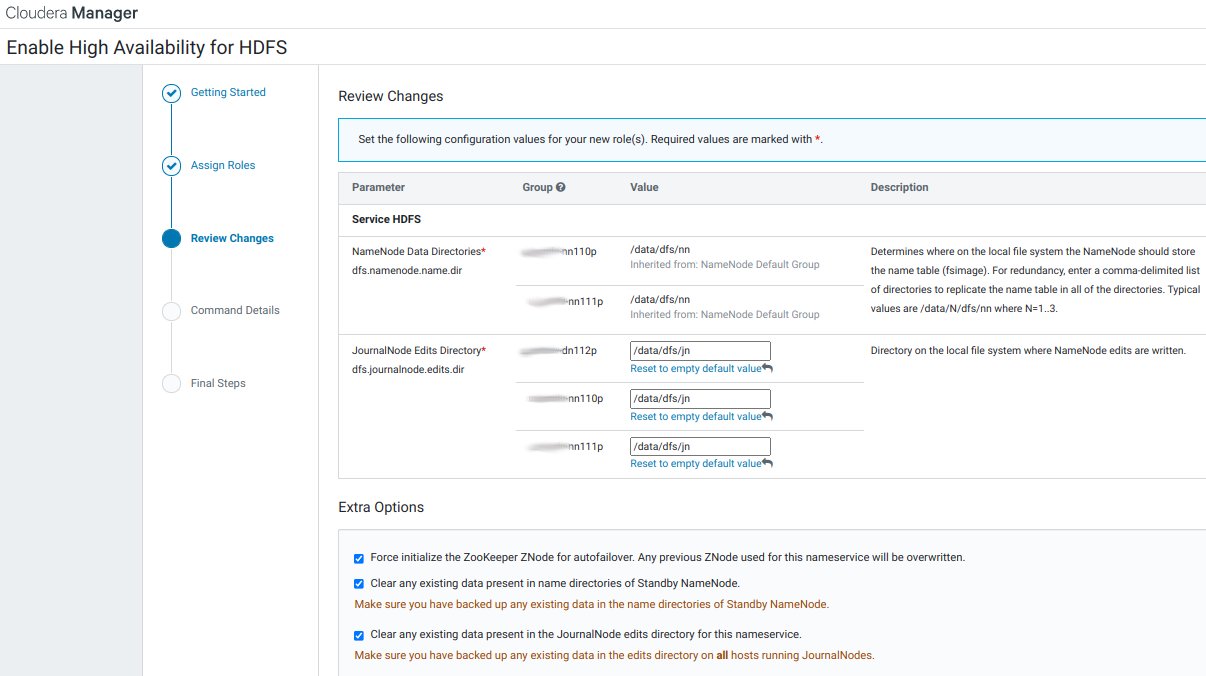 Cloudera Manager
Enable High Availability for HDFS
Getting Started
Assign Roles
Review Changes
Command Details
Final Steps
Review Changes
Set the following configuration values for your new role(s). Required values are marked with *.
Parameter Group Value Description
Service HDFS
NameNode Data Directories*
dfs.namenode.name.dir
nn110p
/data/dfs/nn
Inherited from: NameNode Default Group
nn111p
/data/dfs/nn
Inherited from: NameNode Default Group
Determines where on the local file system the NameNode should store
the name table (fsimage). For redundancy, enter a comma-delimited list
of directories to replicate the name table in all of the directories. Typical
values are /data/N/dfs/nn where N=1..3.
JournalNode Edits Directory*
dfs.journalnode.edits.dir
dn112p
/data/dfs/jn
Reset to empty default value
nn110p
/data/dfs/jn
Reset to empty default value
nn111p
/data/dfs/jn
Reset to empty default value
Directory on the local file system where NameNode edits are written.
Extra Options
Force initialize the ZooKeeper ZNode for autofailover. Any previous ZNode used for this nameservice will be overwritten.
Clear any existing data present in name directories of Standby NameNode.
Make sure you have backed up any existing data in the name directories of Standby NameNode.
Clear any existing data present in the JournalNode edits directory for this nameservice.
Make sure you have backed up any existing data in the edits directory on all hosts running JournalNodes.